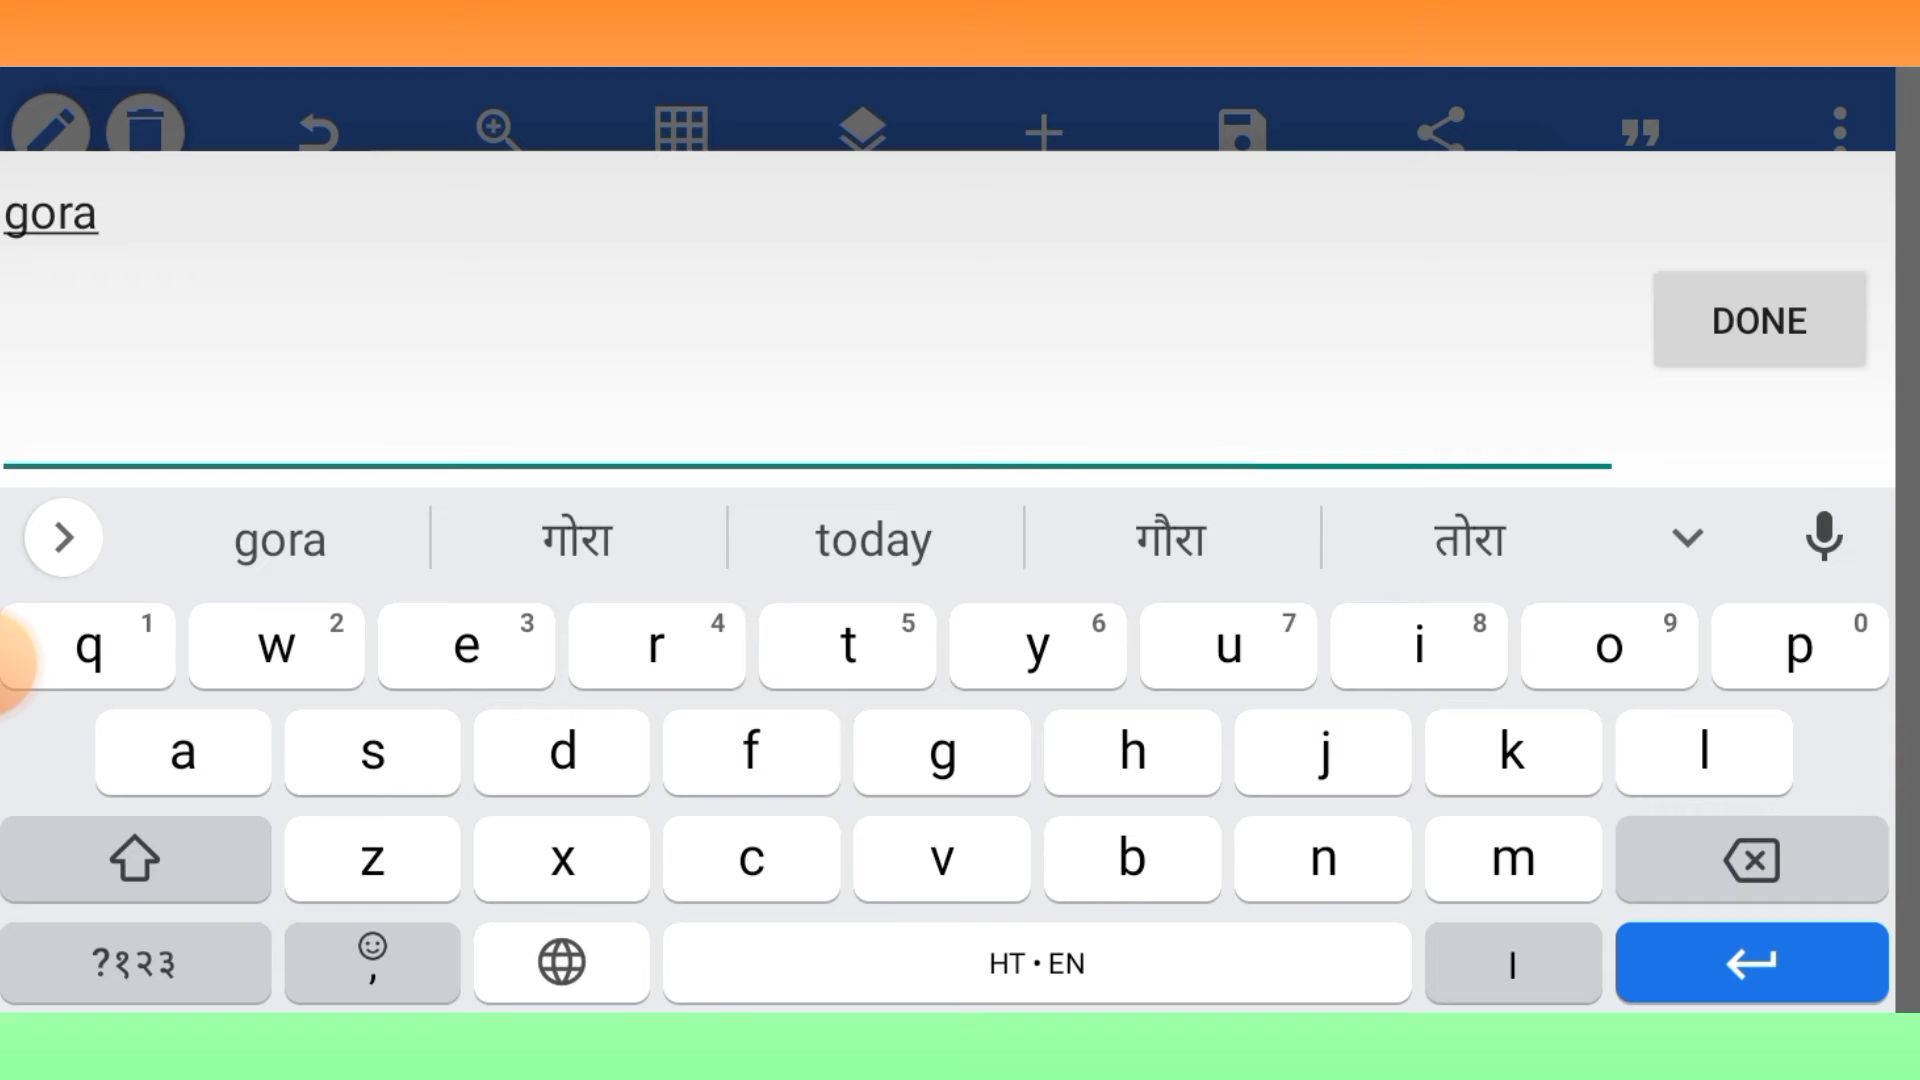 gora
DONE
gora गोरा today गौरा तोरा
q 1 w 2 e 3 r 4 t 5 y 6 u 7 i 8 o 9 p 0
a s d f g h j k l
z x c v b n m
?१२३ , HT • EN ।